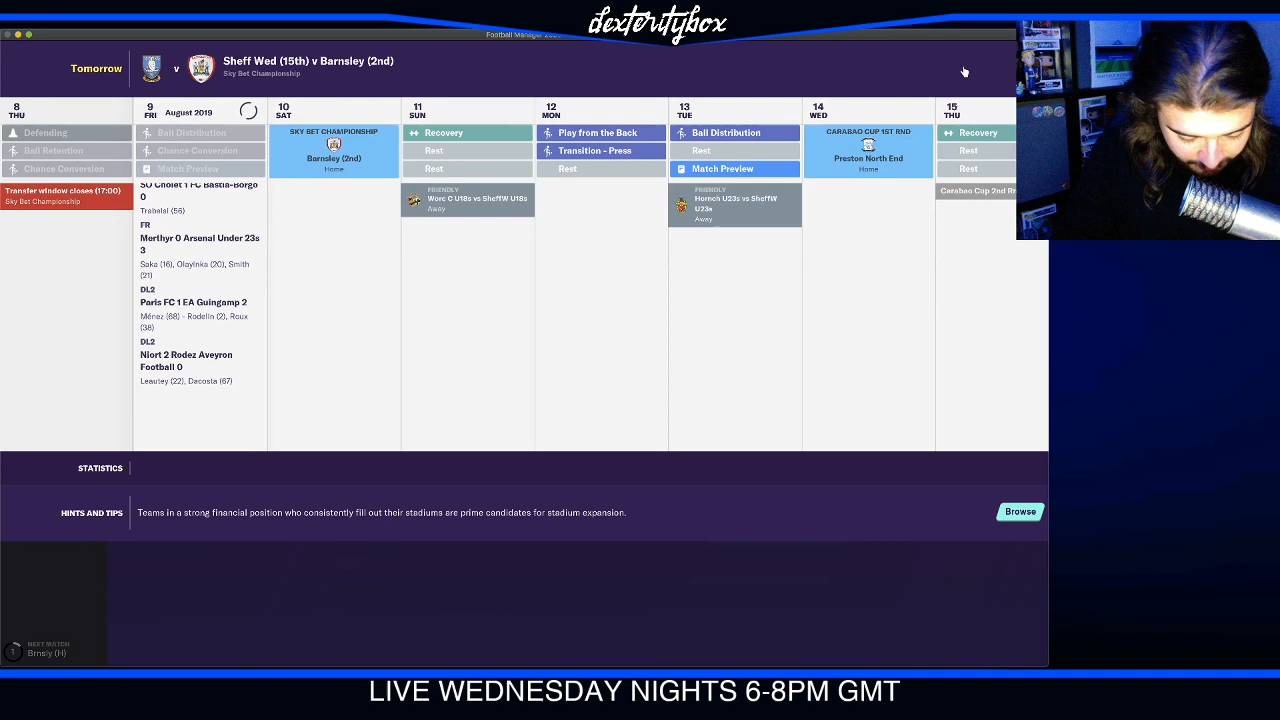 dexteritybox
Football Manager 20
Tomorrow
v
Sheff Wed (15th) v Barnsley (2nd)
Sky Bet Championship
8
THU
Defending
Ball Retention
Chance Conversion
Transfer window closes (17:00)
Sky Bet Championship
9
FRI
August 2019
Ball Distribution
Chance Conversion
Match Preview
SO Cholet 1 FC Bastia-Borgo
0
Trabelsi (56)
FR
Merthyr 0 Arsenal Under 23s
3
Saka (16), Olayinka (20), Smith
(21)
DL2
Paris FC 1 EA Guingamp 2
Ménez (68) - Rodelin (2), Roux
(38)
DL2
Niort 2 Rodez Aveyron
Football 0
Leautey (22), Dacosta (67)
10
SAT
SKY BET CHAMPIONSHIP
Barnsley (2nd)
Home
11
SUN
Recovery
Rest
Rest
FRIENDLY
Worc C U18s vs SheffW U18s
Away
12
MON
Play from the Back
Transition - Press
Rest
13
TUE
Ball Distribution
Rest
Match Preview
FRIENDLY
Hornch U23s vs SheffW
U23s
Away
14
WED
CARABAO CUP 1ST RND
Preston North End
Home
15
THU
Recovery
Rest
Rest
Carabao Cup 2nd Rn
STATISTICS
HINTS AND TIPS
Teams in a strong financial position who consistently fill out their stadiums are prime candidates for stadium expansion.
Browse
1
NEXT MATCH
Brnsly (H)
LIVE WEDNESDAY NIGHTS 6-8PM GMT